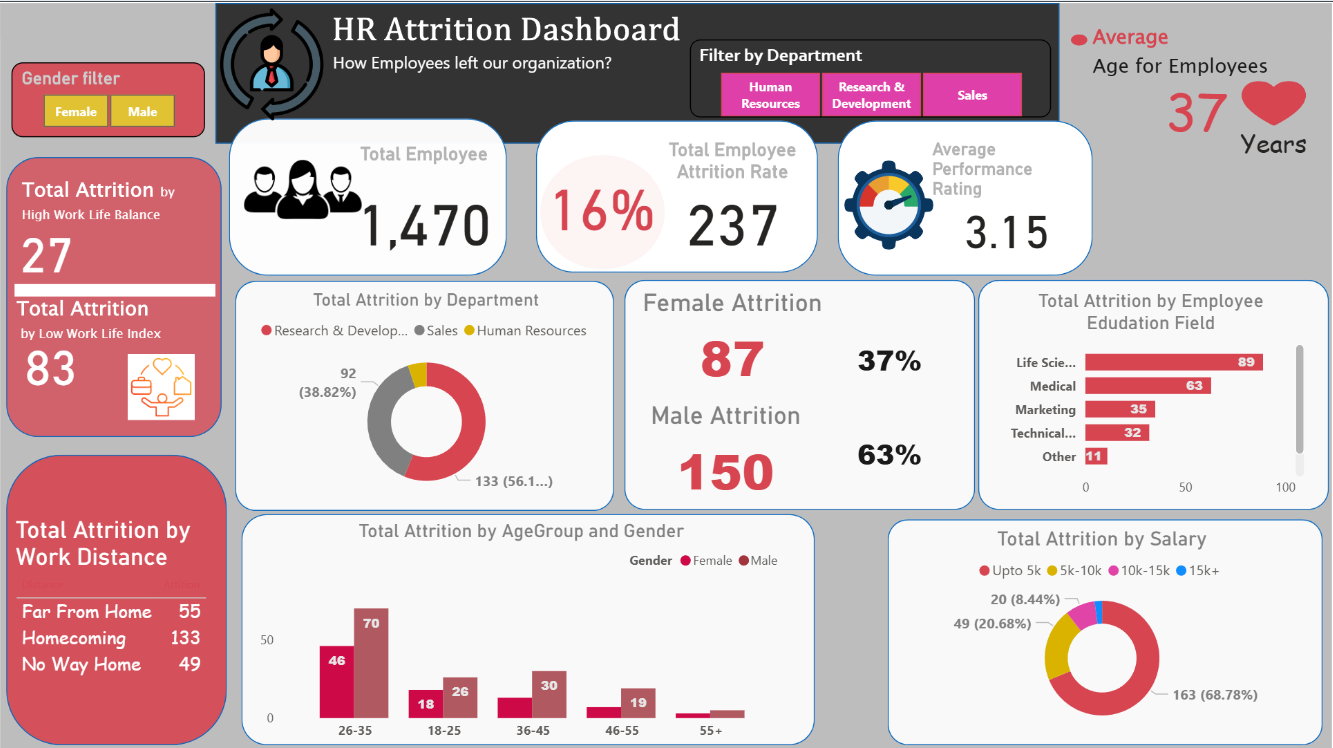 HR Attrition Dashboard
How Employees left our organization?
Filter by Department
Human
Resources
Research &
Development
Sales
Average
Age for Employees
37
Years
Gender filter
Female
Male
Total Attrition by
High Work Life Balance
27
Total Attrition
by Low Work Life Index
83
Total Employee
1,470
16%
Total Employee
Attrition Rate
237
Average
Performance
Rating
3.15
Total Attrition by Department
Research & Develop... Sales Human Resources
92
(38.82%)
133 (56.1...)
Female Attrition
87 37%
Male Attrition
150 63%
Total Attrition by Employee
Edudation Field
Life Scie... 89
Medical 63
Marketing 35
Technical... 32
Other 11
0 50 100
Total Attrition by
Work Distance
Far From Home 55
Homecoming 133
No Way Home 49
Total Attrition by AgeGroup and Gender
Gender Female Male
50
0
46 70
18 26
30
19
26-35 18-25 36-45 46-55 55+
Total Attrition by Salary
Upto 5k 5k-10k 10k-15k 15k+
20 (8.44%)
49 (20.68%)
163 (68.78%)